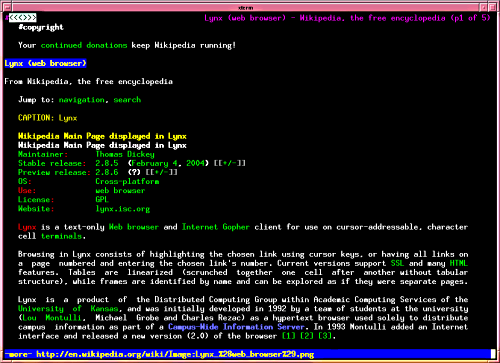 xterm
#<<<>>> Lynx (web browser) - Wikipedia, the free encyclopedia (p1 of 5)
#copyright
Your continued donations keep Wikipedia running!
Lynx (web browser)
From Wikipedia, the free encyclopedia
Jump to: navigation, search
CAPTION: Lynx
Wikipedia Main Page displayed in Lynx
Wikipedia Main Page displayed in Lynx
Maintainer: Thomas Dickey
Stable release: 2.8.5 (February 4, 2004) [[+/-]]
Preview release: 2.8.6 (?) [[+/-]]
OS: Cross-platform
Use: web browser
License: GPL
Website: lynx.isc.org
Lynx is a text-only Web browser and Internet Gopher client for use on cursor-addressable, character
cell terminals.
Browsing in Lynx consists of highlighting the chosen link using cursor keys, or having all links on
a page numbered and entering the chosen link's number. Current versions support SSL and many HTML
features. Tables are linearized (scrunched together one cell after another without tabular
structure), while frames are identified by name and can be explored as if they were separate pages.
Lynx is a product of the Distributed Computing Group within Academic Computing Services of the
University of Kansas, and was initially developed in 1992 by a team of students at the university
(Lou Montulli, Michael Grobe and Charles Rezac) as a hypertext browser used solely to distribute
campus information as part of a Campus-Wide Information Server. In 1993 Montulli added an Internet
interface and released a new version (2.0) of the browser [1] [2] [3].
-more- http://en.wikipedia.org/wiki/Image:Lynx_%28web_browser%29.png